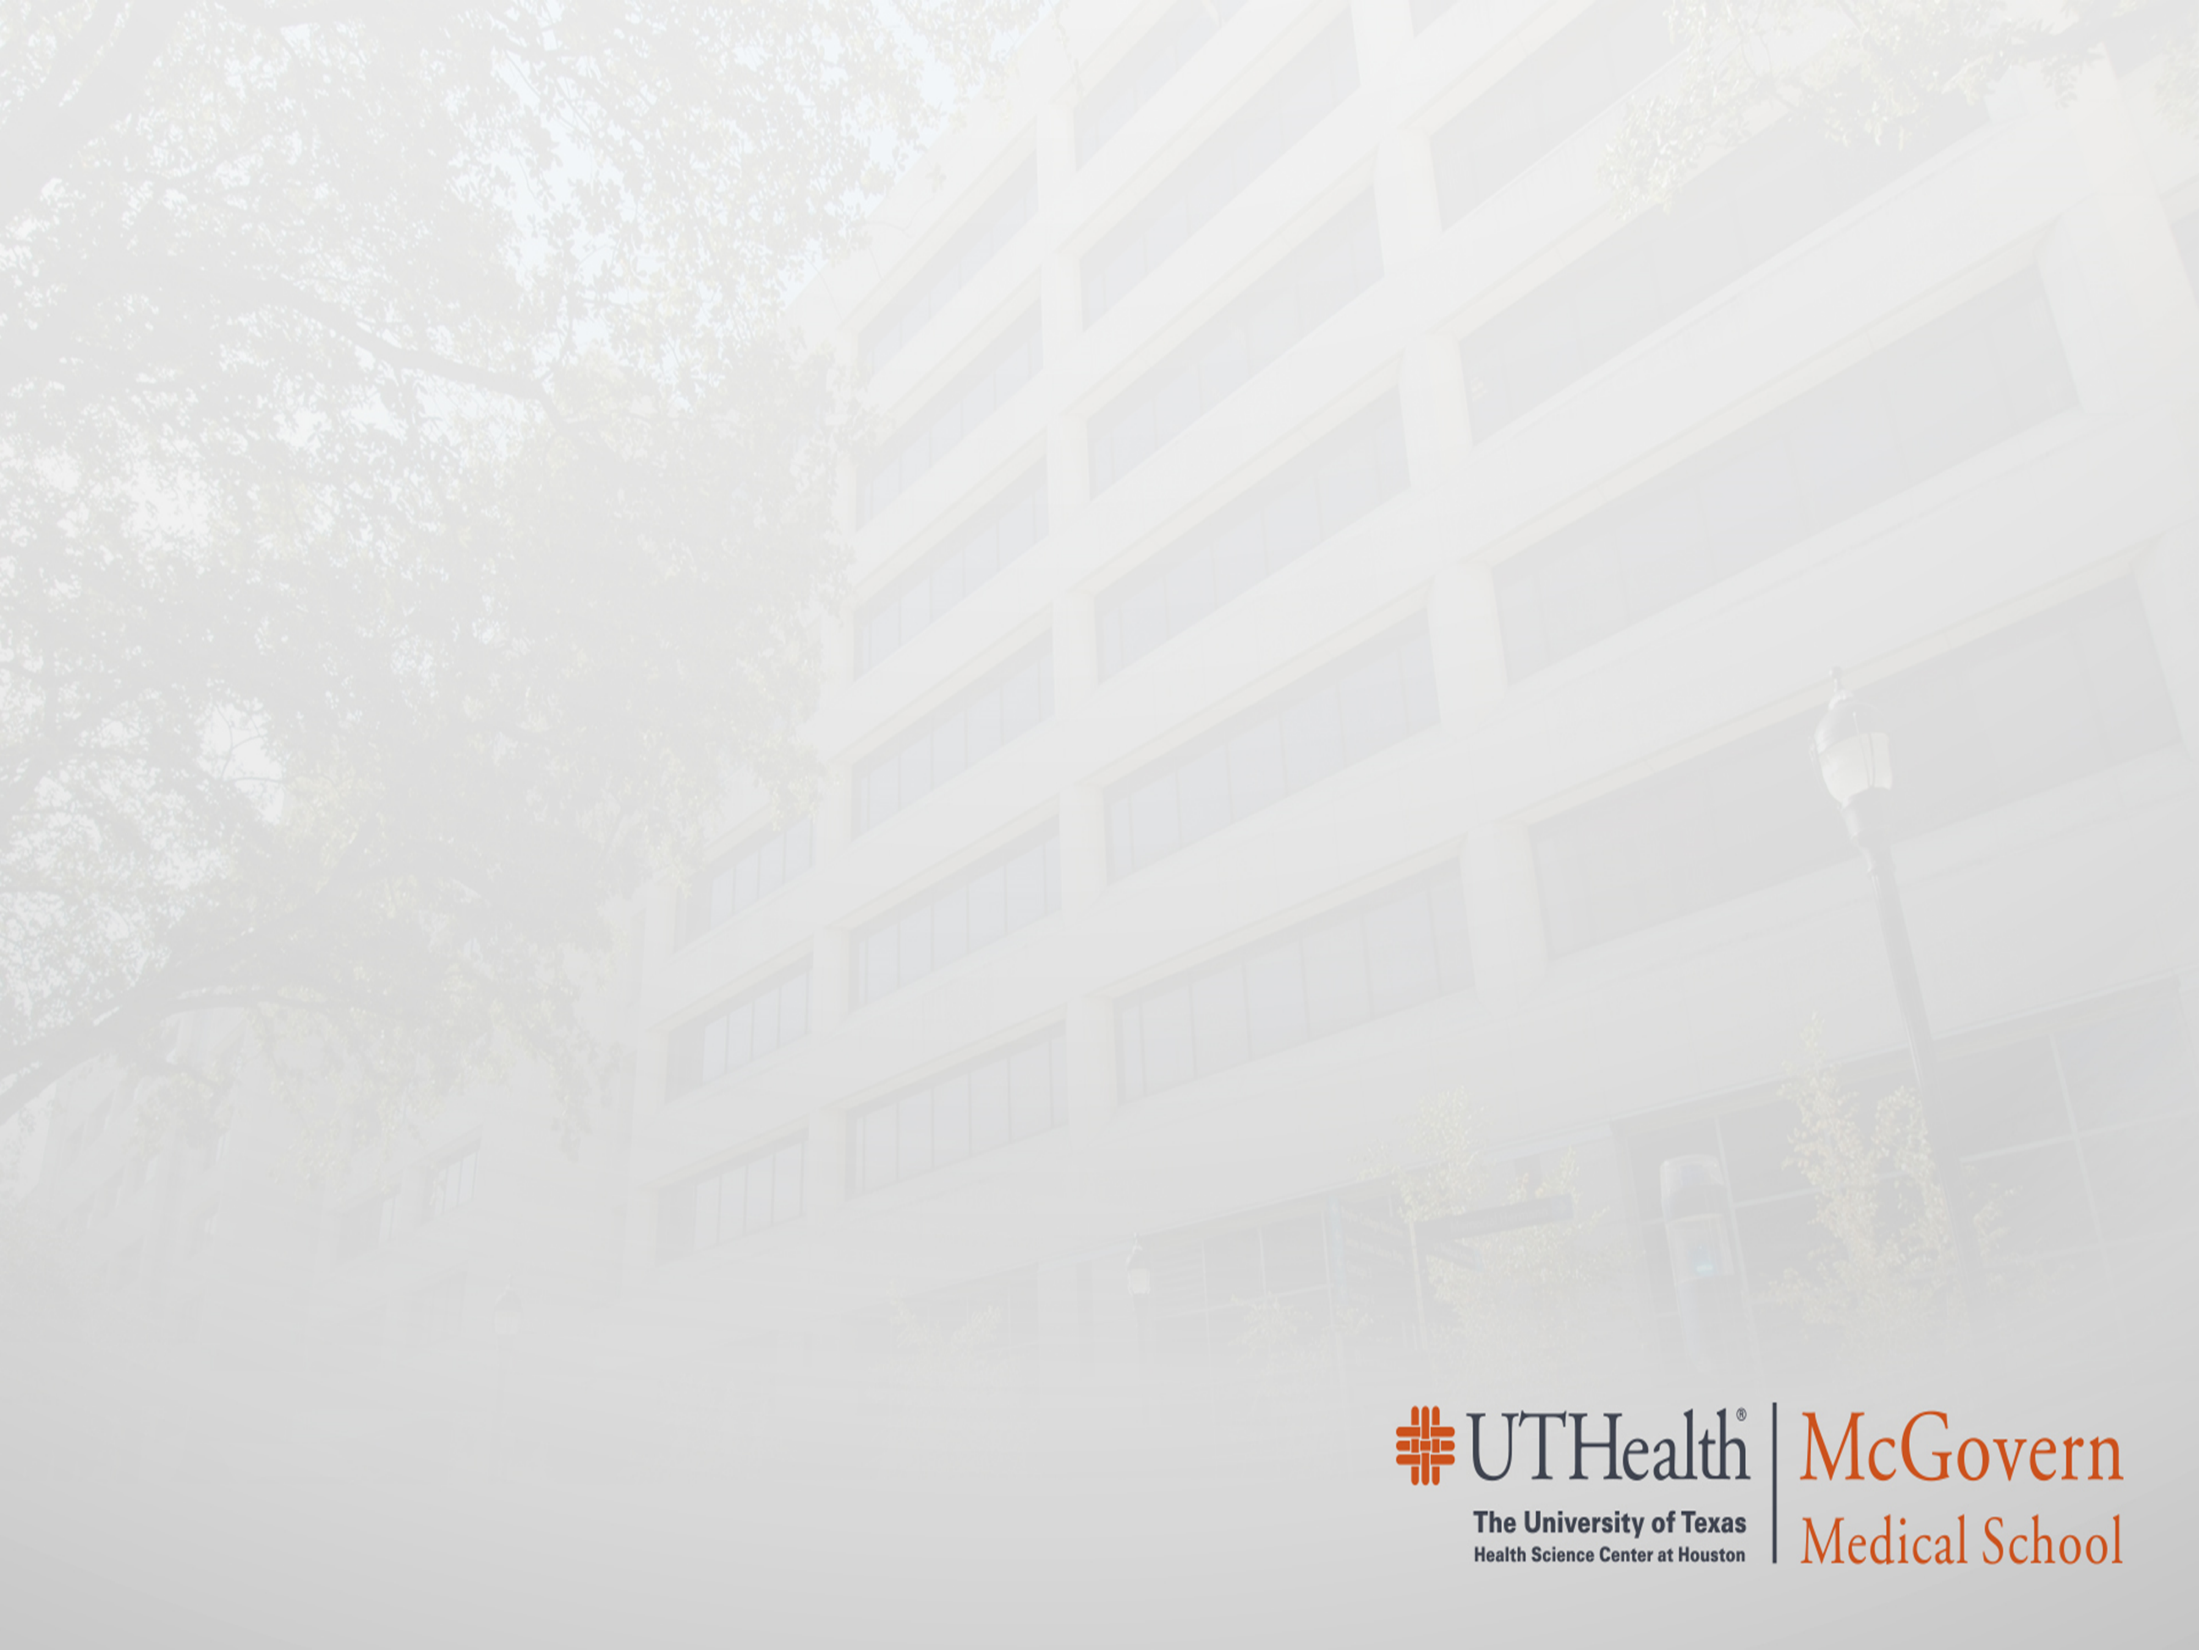 UTHealth®
The University of Texas
Health Science Center at Houston
McGovern
Medical School